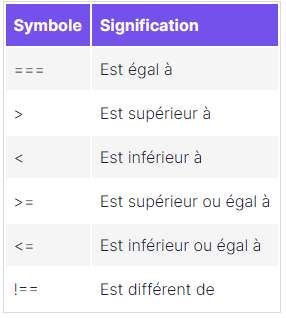 Symbole Signification
=== Est égal à
> Est supérieur à
< Est inférieur à
>= Est supérieur ou égal à
<= Est inférieur ou égal à
!== Est différent de